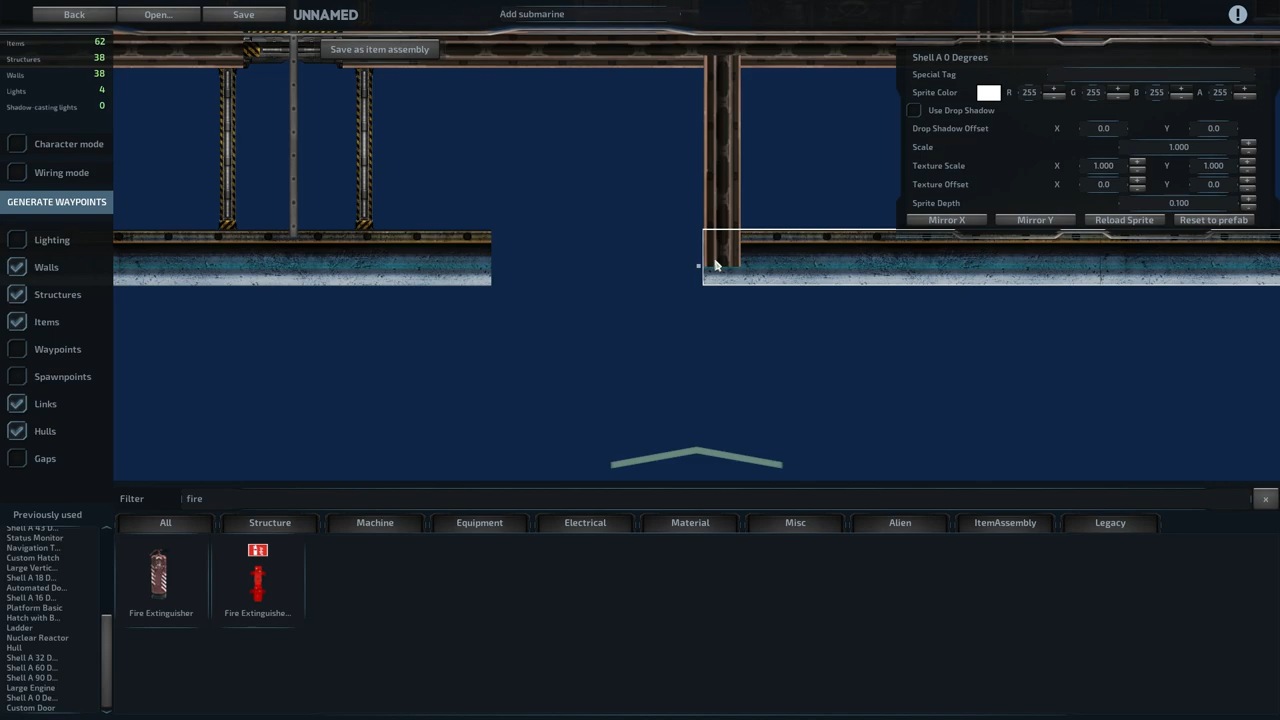 Back Open... Save UNNAMED Add submarine
Items 62
Structures 38
Walls 38
Lights 4
Shadow-casting lights 0
Save as item assembly
Shell A 0 Degrees
Special Tag
Sprite Color R 255 + - G 255 + - B 255 + - A 255 + -
Use Drop Shadow
Drop Shadow Offset X 0.0 Y 0.0
Scale 1.000 + -
Texture Scale X 1.000 + - Y 1.000 + -
Texture Offset X 0.0 + - Y 0.0 + -
Sprite Depth 0.100 + -
Mirror X Mirror Y Reload Sprite Reset to prefab
Character mode
Wiring mode
GENERATE WAYPOINTS
Lighting
Walls
Structures
Items
Waypoints
Spawnpoints
Links
Hulls
Gaps
Filter fire x
All Structure Machine Equipment Electrical Material Misc Alien ItemAssembly Legacy
Fire Extinguisher Fire Extinguishe...
Previously used
Shell A 43 D...
Status Monitor
Navigation T...
Custom Hatch
Large Vertic...
Shell A 18 D...
Automated Do...
Shell A 16 D...
Platform Basic
Hatch with B...
Ladder
Nuclear Reactor
Hull
Shell A 32 D...
Shell A 60 D...
Shell A 90 D...
Large Engine
Shell A 0 De...
Custom Door